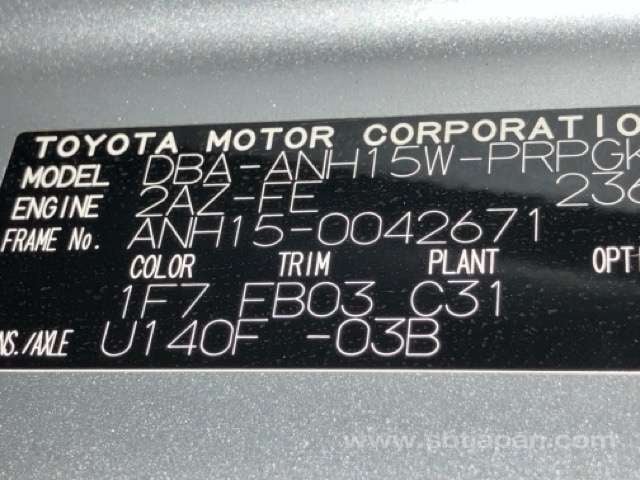 TOYOTA MOTOR CORPORATIO
MODEL DBA-ANH15W-PRPGK
ENGINE 2AZ-FE 236
FRAME No. ANH15-0042671
COLOR TRIM PLANT OPTI
1F7 FB03 C31
NS./AXLE U140F -03B
www.sbtjapan.com